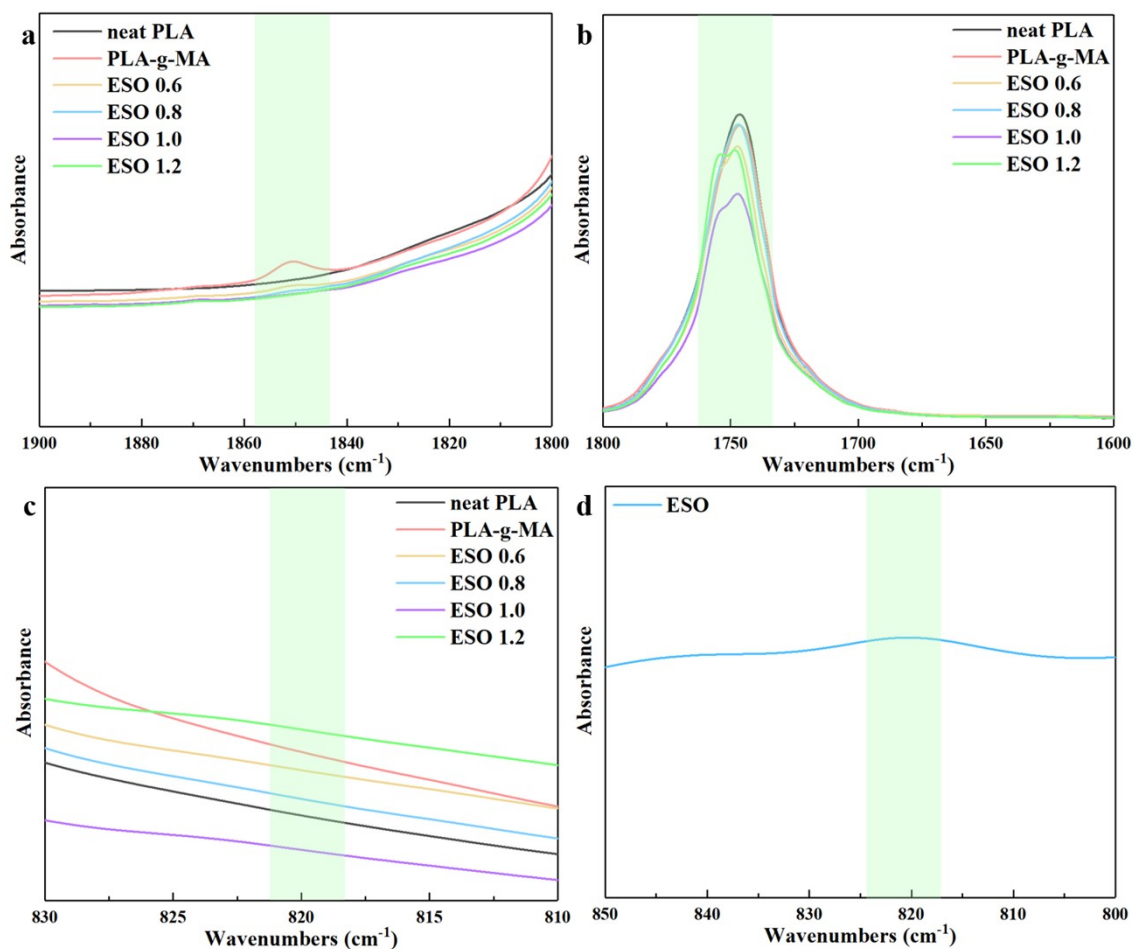 a
neat PLA
PLA-g-MA
ESO 0.6
ESO 0.8
ESO 1.0
ESO 1.2
Absorbance
1900 1880 1860 1840 1820 1800
Wavenumbers (cm⁻¹)
b
neat PLA
PLA-g-MA
ESO 0.6
ESO 0.8
ESO 1.0
ESO 1.2
Absorbance
1800 1750 1700 1650 1600
Wavenumbers (cm⁻¹)
c
neat PLA
PLA-g-MA
ESO 0.6
ESO 0.8
ESO 1.0
ESO 1.2
Absorbance
830 825 820 815 810
Wavenumbers (cm⁻¹)
d
ESO
Absorbance
850 840 830 820 810 800
Wavenumbers (cm⁻¹)